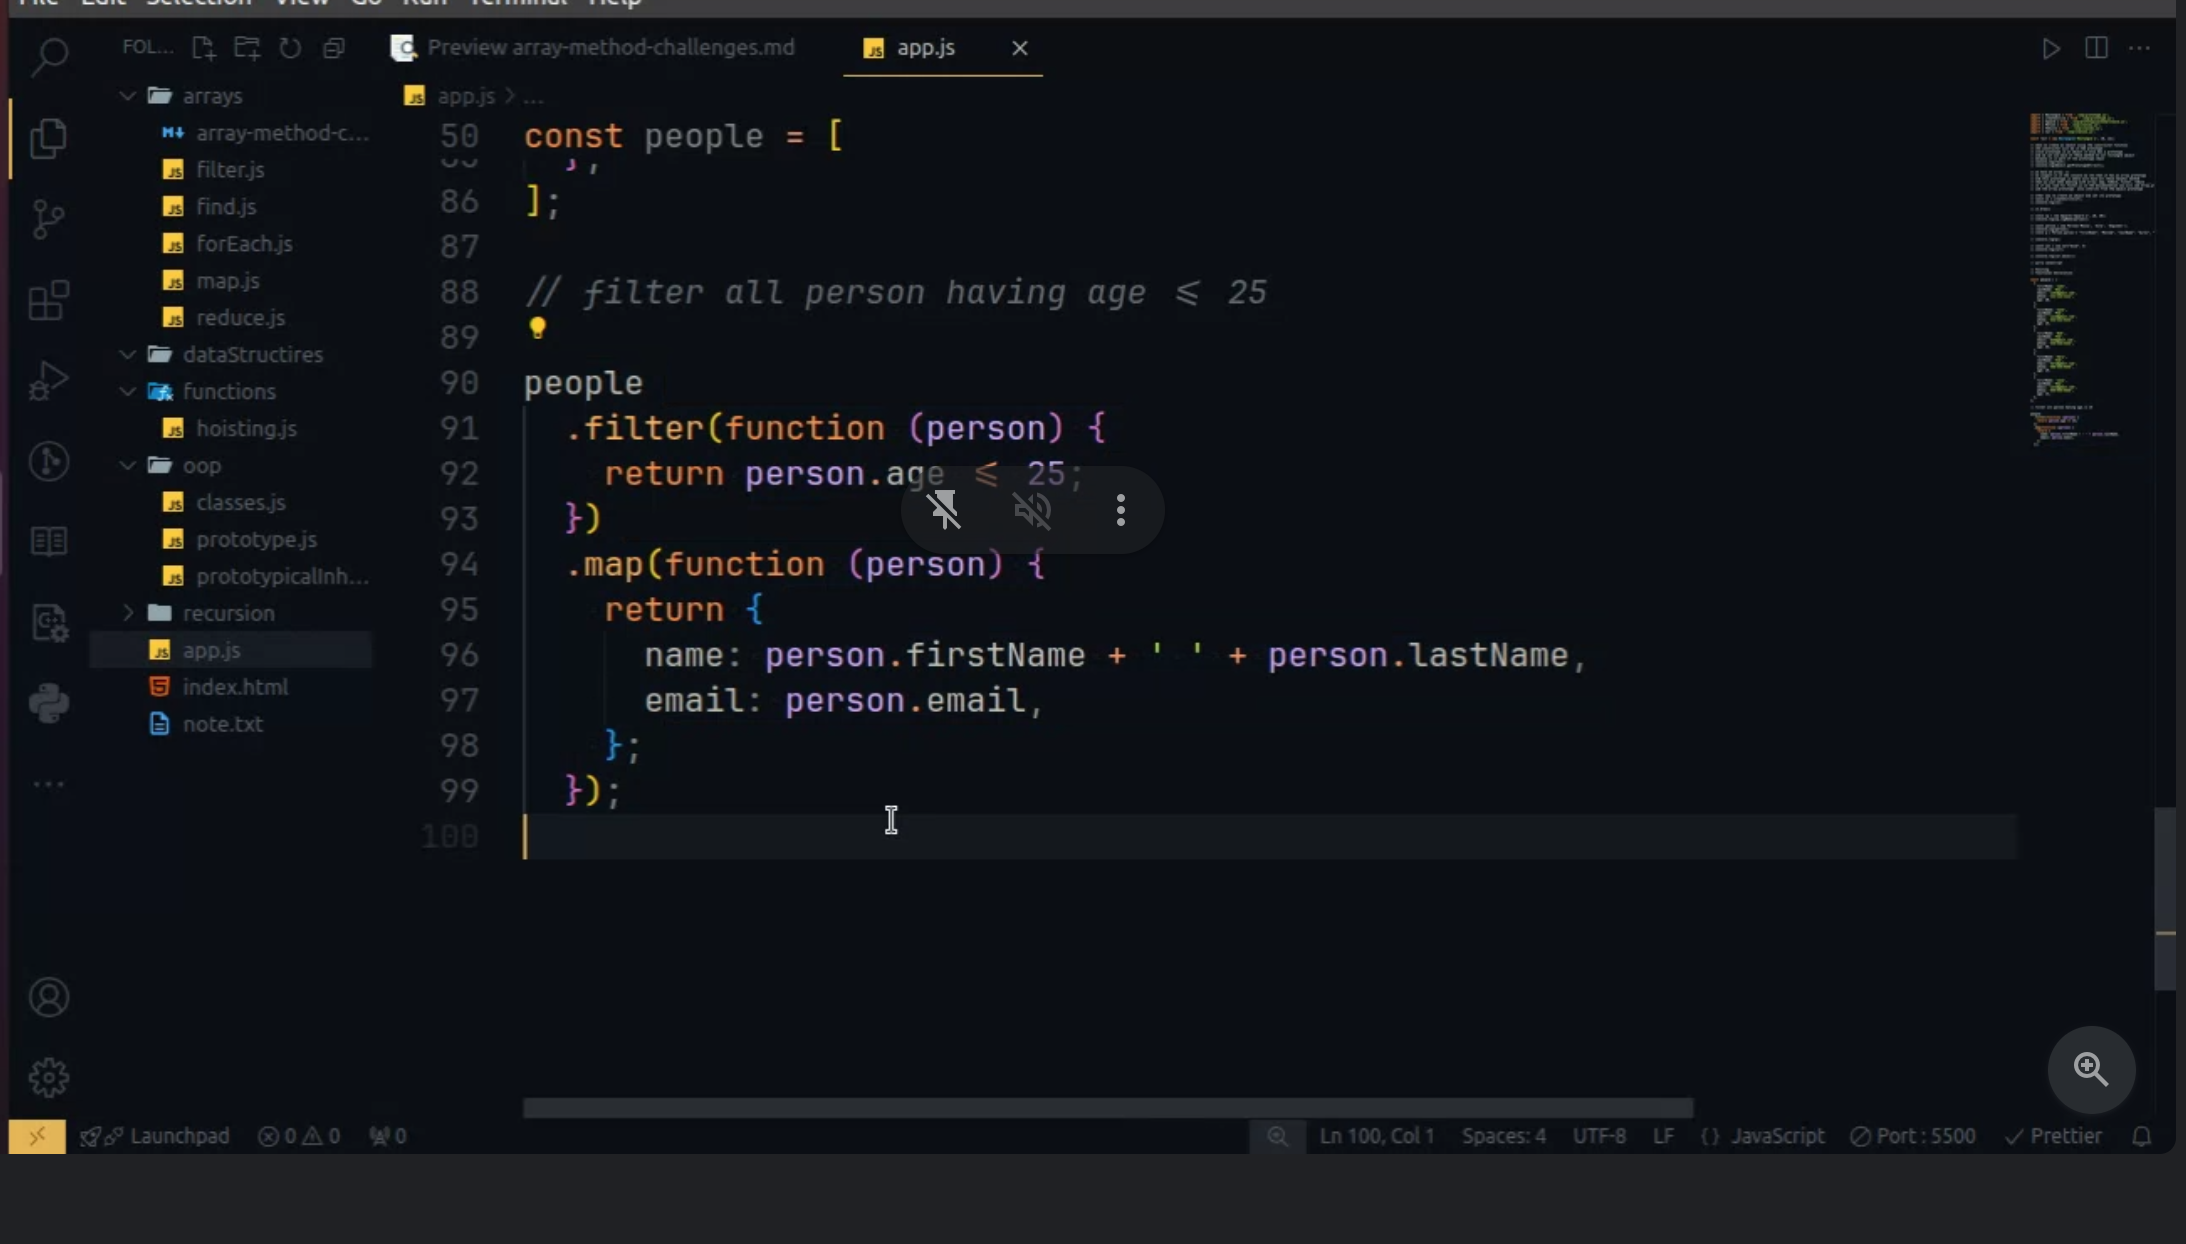 File Edit Selection View Go Run Terminal Help
FOL...
Preview array-method-challenges.md
app.js
arrays
array-method-c...
filter.js
find.js
forEach.js
map.js
reduce.js
dataStructires
functions
hoisting.js
oop
classes.js
prototype.js
prototypicalInh...
recursion
app.js
index.html
note.txt
app.js > ...
50 const people = [
85 },
86 ];
87
88 // filter all person having age <= 25
89
90 people
91 .filter(function (person) {
92 return person.age <= 25;
93 })
94 .map(function (person) {
95 return {
96 name: person.firstName + ' ' + person.lastName,
97 email: person.email,
98 };
99 });
100
Launchpad 0 0 0 Ln 100, Col 1 Spaces: 4 UTF-8 LF {} JavaScript Port : 5500 Prettier